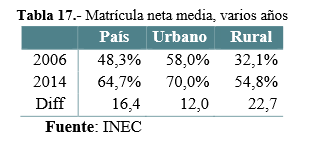 Tabla 17.- Matrícula neta media, varios años
País Urbano Rural
2006 48,3% 58,0% 32,1%
2014 64,7% 70,0% 54,8%
Diff 16,4 12,0 22,7
Fuente: INEC